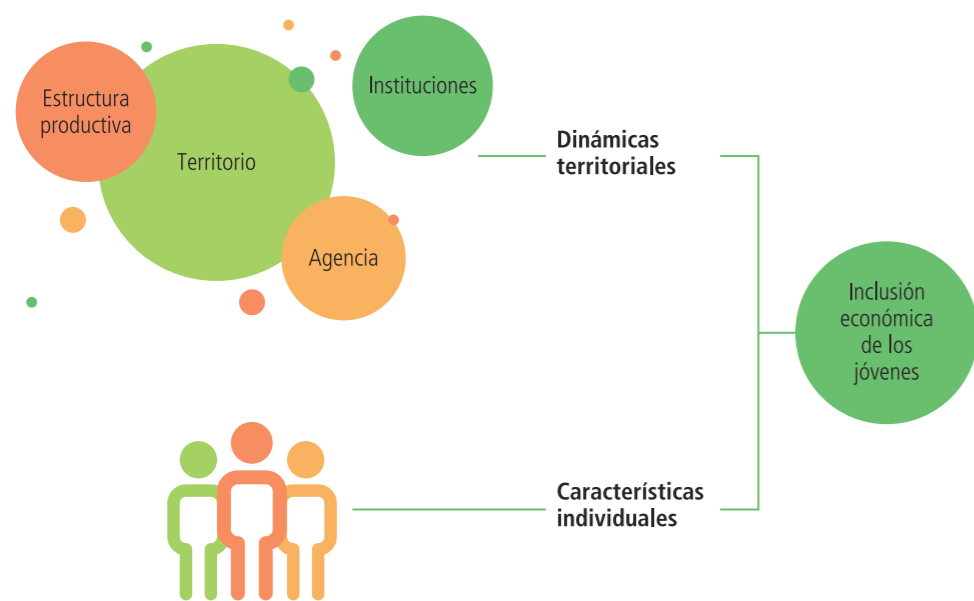 Estructura
productiva
Territorio
Instituciones
Agencia
Dinámicas
territoriales
Inclusión
económica
de los
jóvenes
Características
individuales